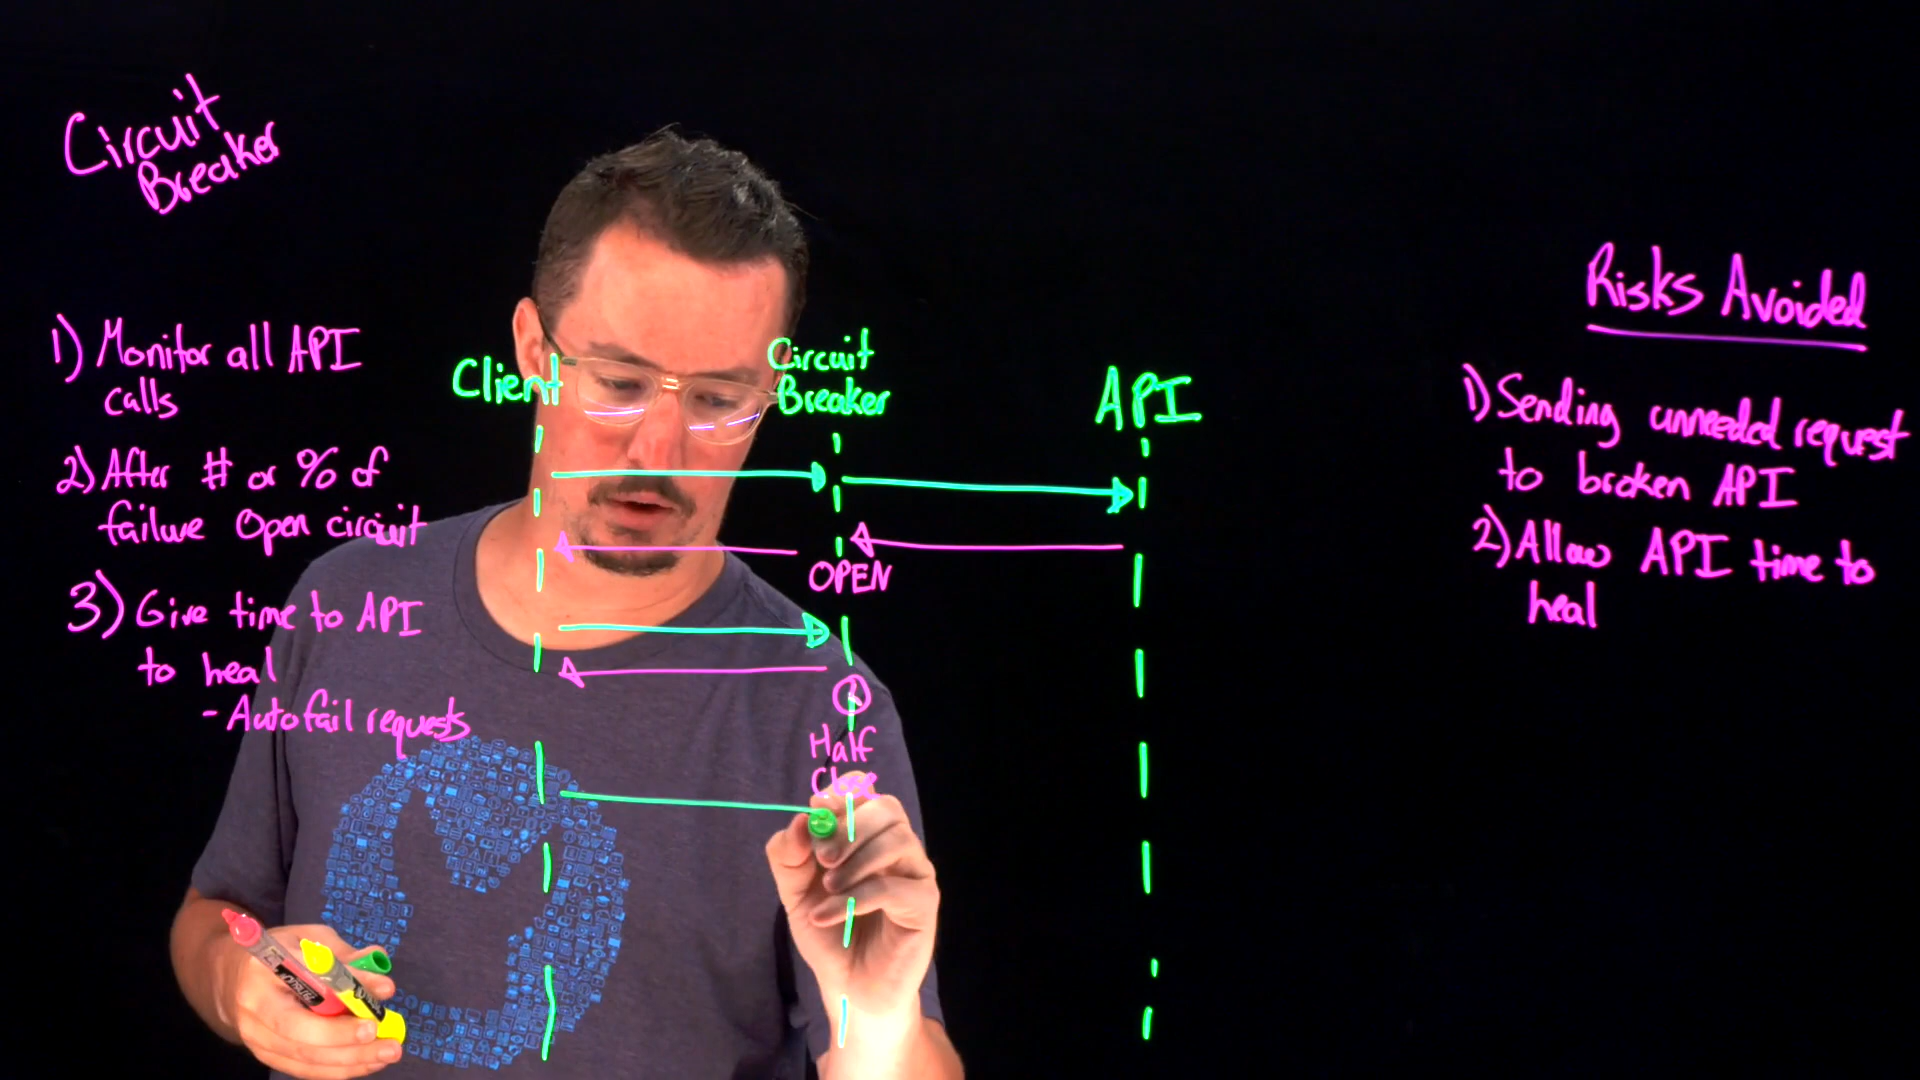 Circuit
Breaker
1) Monitor all API
calls
2) After # or % of
failure Open circuit
3) Give time to API
to heal
- Auto fail requests
Client
Circuit
Breaker
API
OPEN
Half
Close
Risks Avoided
1) Sending unneeded request
to broken API
2) Allow API time to
heal